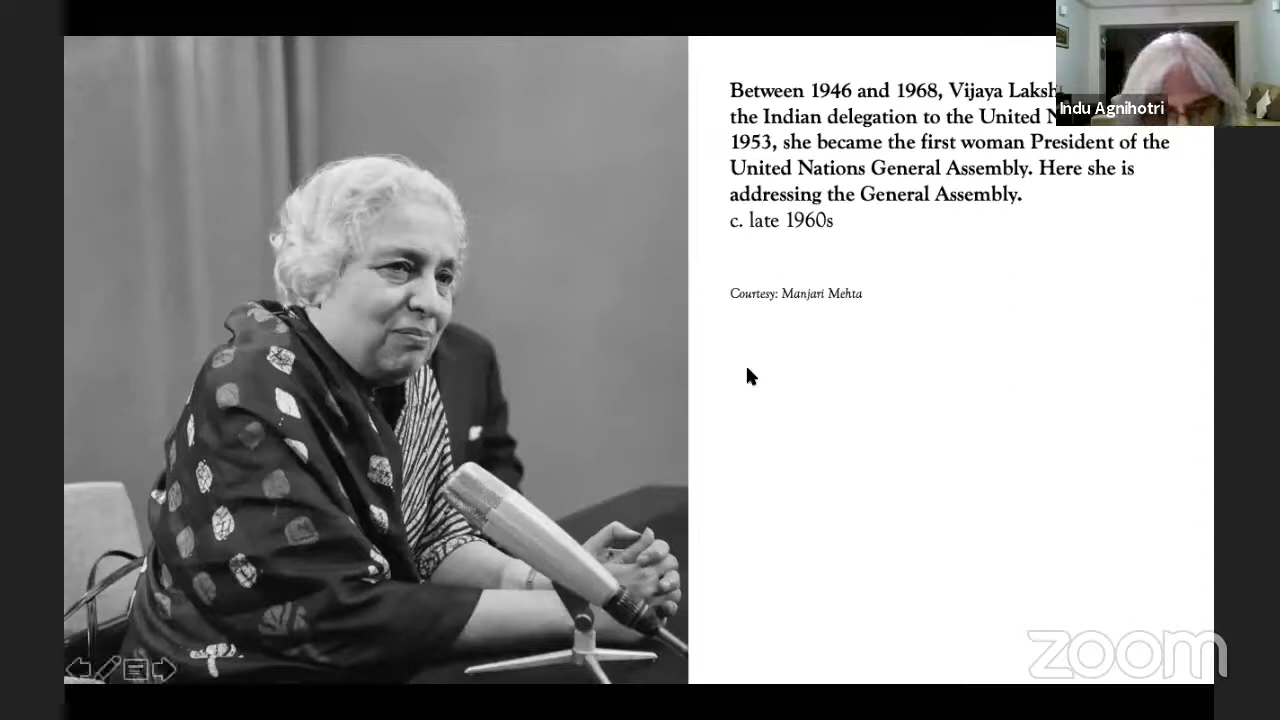 Between 1946 and 1968, Vijaya Laksh
the Indian delegation to the United N
1953, she became the first woman President of the
United Nations General Assembly. Here she is
addressing the General Assembly.
c. late 1960s
Courtesy: Manjari Mehta
Indu Agnihotri
zoom